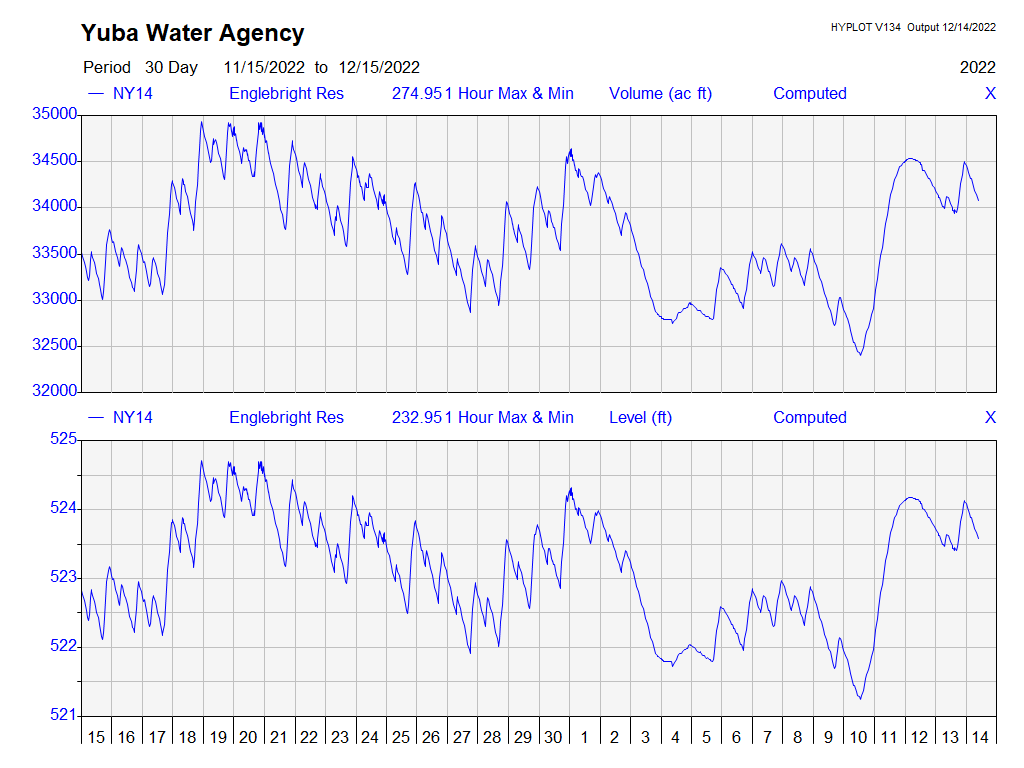 Yuba Water Agency
HYPLOT V134 Output 12/14/2022
Period 30 Day 11/15/2022 to 12/15/2022 2022
NY14 Englebright Res 274.951 Hour Max & Min Volume (ac ft) Computed X
35000
34500
34000
33500
33000
32500
32000
NY14 Englebright Res 232.951 Hour Max & Min Level (ft) Computed X
525
524
523
522
521
15 16 17 18 19 20 21 22 23 24 25 26 27 28 29 30 1 2 3 4 5 6 7 8 9 10 11 12 13 14